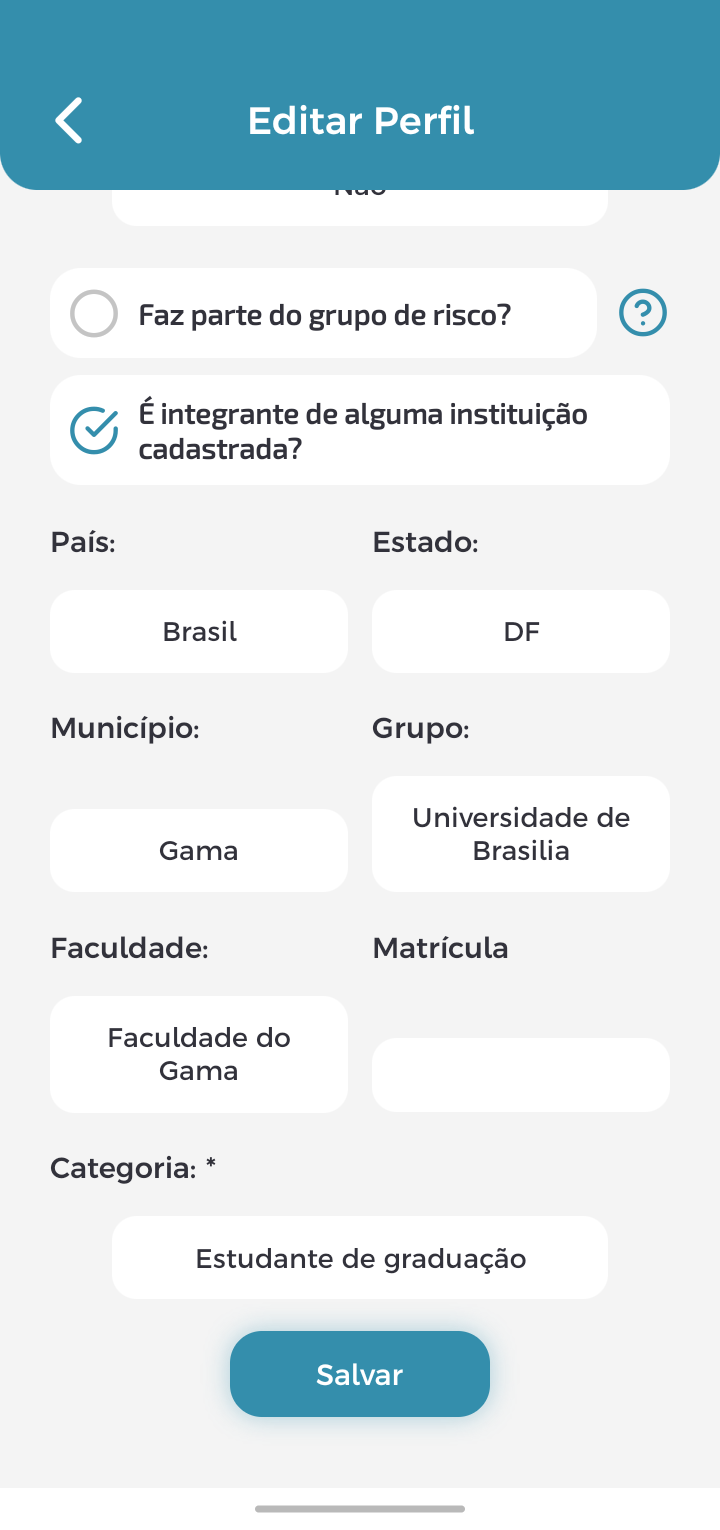 Editar Perfil
Não
Faz parte do grupo de risco?
É integrante de alguma instituição
cadastrada?
País:
Estado:
Brasil
DF
Município:
Grupo:
Gama
Universidade de
Brasilia
Faculdade:
Matrícula
Faculdade do
Gama
Categoria: *
Estudante de graduação
Salvar